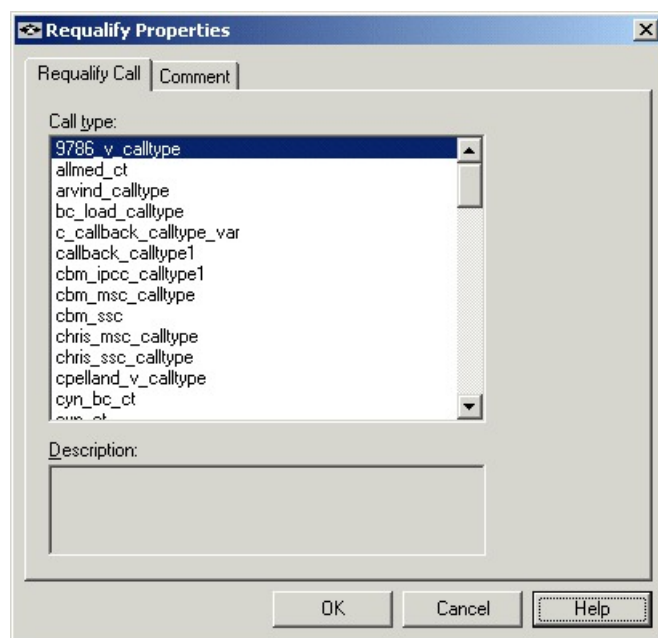 Requalify Properties
Requalify Call
Comment
Call type:
9786_v_calltype
allmed_ct
arvind_calltype
bc_load_calltype
c_callback_calltype_var
callback_calltype1
cbm_ipcc_calltype1
cbm_msc_calltype
cbm_ssc
chris_msc_calltype
chris_ssc_calltype
cpelland_v_calltype
cyn_bc_ct
Description:
OK
Cancel
Help